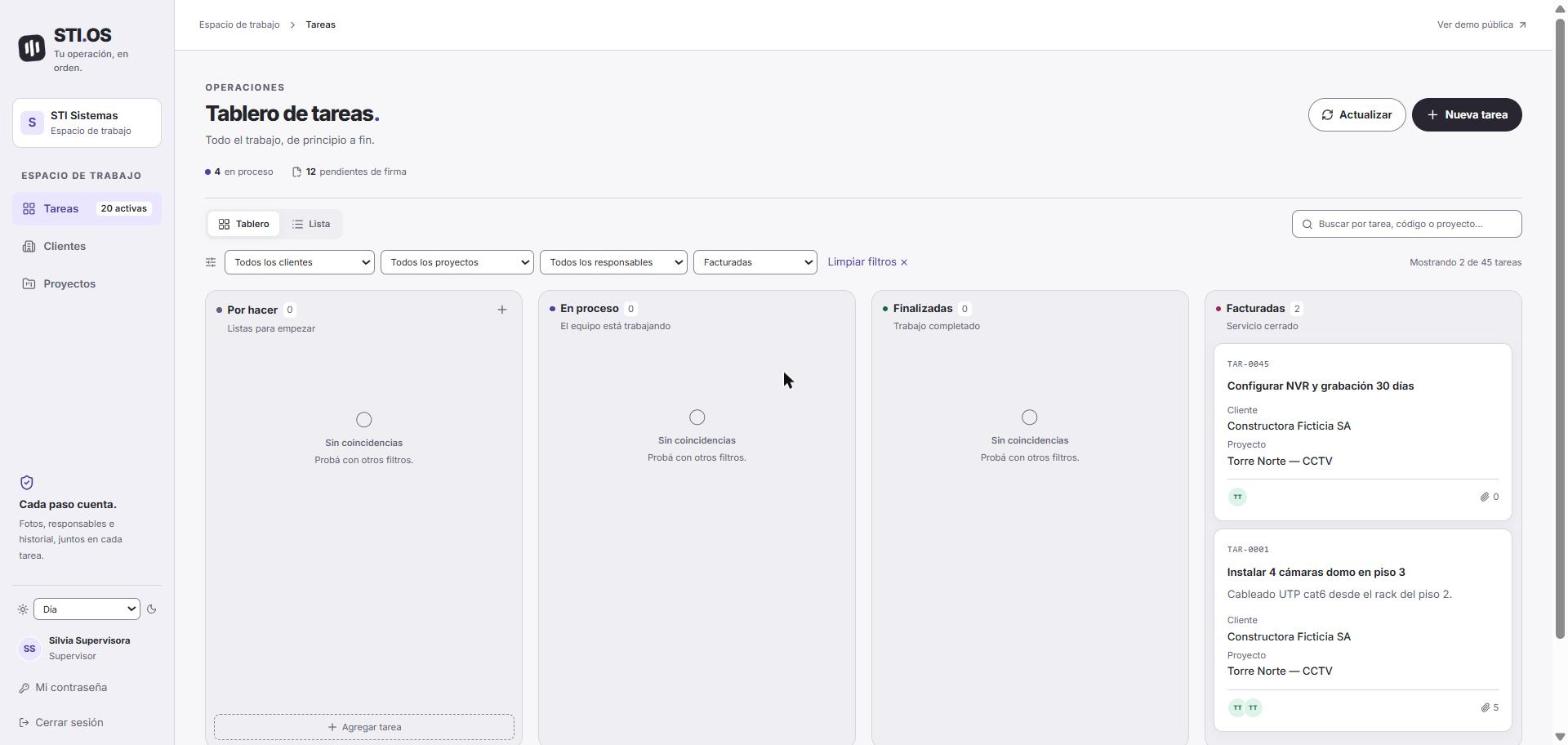 STI.OS
Tu operación, en
orden.
S
STI Sistemas
Espacio de trabajo
ESPACIO DE TRABAJO
Tareas
20 activas
Clientes
Proyectos
Cada paso cuenta.
Fotos, responsables e
historial, juntos en cada
tarea.
Día
SS
Silvia Supervisora
Supervisor
Mi contraseña
Cerrar sesión
Espacio de trabajo > Tareas
Ver demo pública
OPERACIONES
Tablero de tareas.
Todo el trabajo, de principio a fin.
4 en proceso
12 pendientes de firma
Actualizar
Nueva tarea
Tablero
Lista
Buscar por tarea, código o proyecto...
Todos los clientes
Todos los proyectos
Todos los responsables
Facturadas
Limpiar filtros ×
Mostrando 2 de 45 tareas
Por hacer 0
Listas para empezar
Sin coincidencias
Probá con otros filtros.
+ Agregar tarea
En proceso 0
El equipo está trabajando
Sin coincidencias
Probá con otros filtros.
Finalizadas 0
Trabajo completado
Sin coincidencias
Probá con otros filtros.
Facturadas 2
Servicio cerrado
TAR-0045
Configurar NVR y grabación 30 días
Cliente
Constructora Ficticia SA
Proyecto
Torre Norte — CCTV
TT
0
TAR-0001
Instalar 4 cámaras domo en piso 3
Cableado UTP cat6 desde el rack del piso 2.
Cliente
Constructora Ficticia SA
Proyecto
Torre Norte — CCTV
TT TT
5